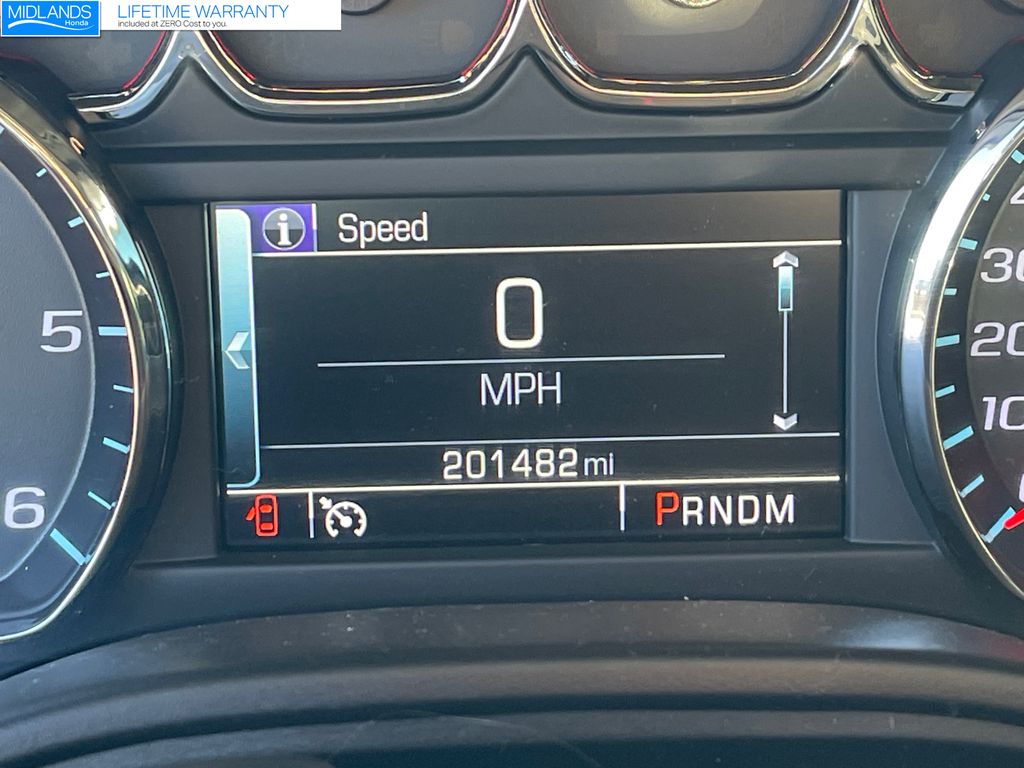 MIDLANDS
Honda
LIFETIME WARRANTY
included at ZERO Cost to you.
i Speed
0
MPH
201482 mi
PRNDM
5
6
30
20
10